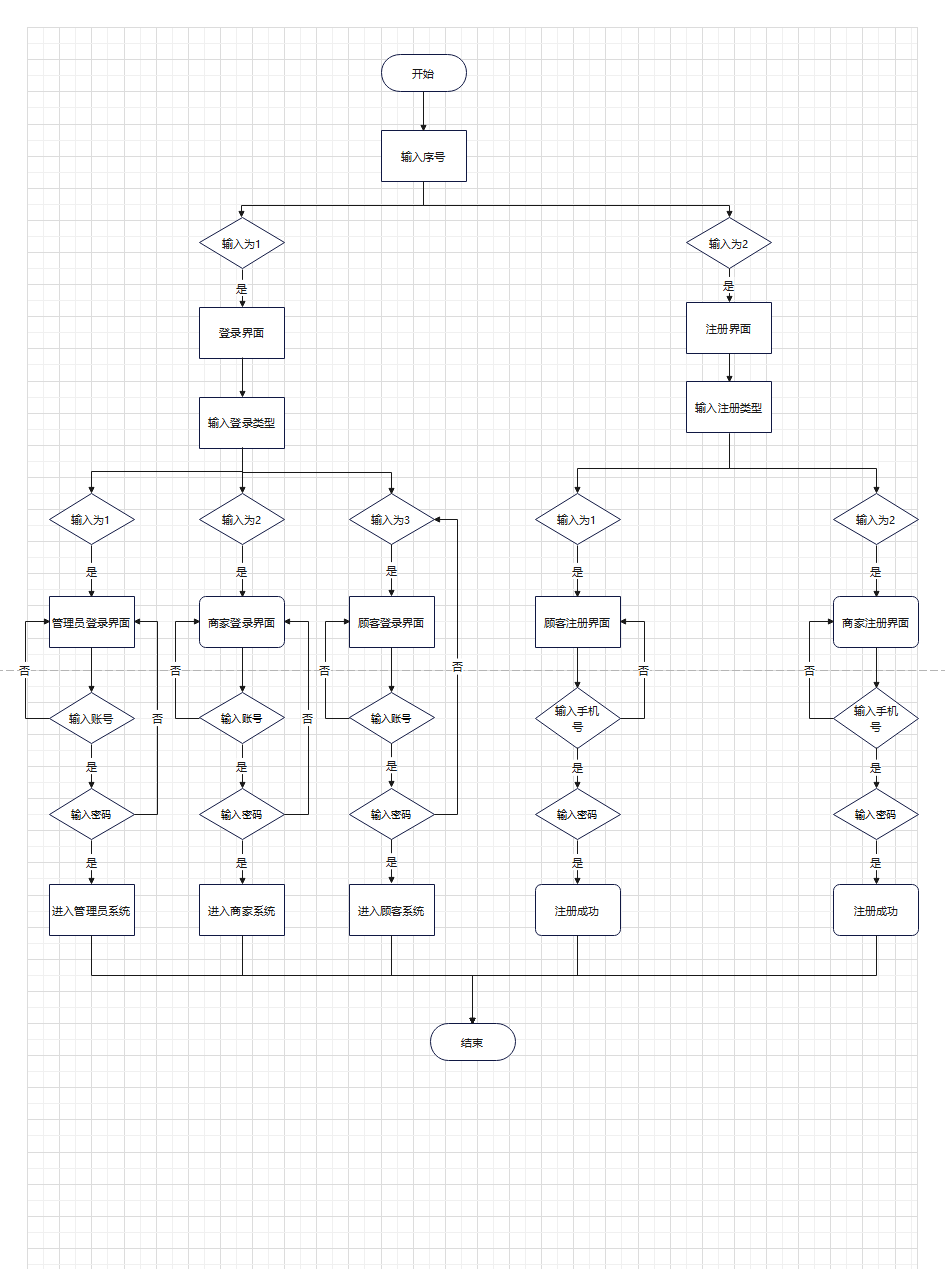 开始
输入序号
输入为1
输入为2
是
是
登录界面
注册界面
输入登录类型
输入注册类型
输入为1
输入为2
输入为3
输入为1
输入为2
是
是
是
是
是
管理员登录界面
商家登录界面
顾客登录界面
顾客注册界面
商家注册界面
否
否
否
否
否
否
输入账号
否
输入账号
否
输入账号
输入手机
号
输入手机
号
是
是
是
是
是
输入密码
输入密码
输入密码
输入密码
输入密码
是
是
是
是
是
进入管理员系统
进入商家系统
进入顾客系统
注册成功
注册成功
结束